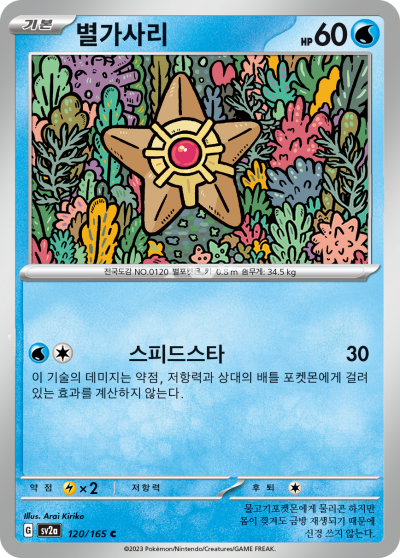 기본 별가사리 HP 60
전국도감 NO.0120 별포켓몬 키 0.8 m 몸무게: 34.5 kg
스피드스타 30
이 기술의 데미지는 약점, 저항력과 상대의 배틀 포켓몬에게 걸려
있는 효과를 계산하지 않는다.
약점 ×2 저항력 후퇴
Illus. Arai Kiriko
G sv2a 120/165 C
물고기포켓몬에게 물리곤 하지만
몸이 찢겨도 금방 재생되기 때문에
신경 쓰지 않는다.
©2023 Pokémon/Nintendo/Creatures/GAME FREAK.